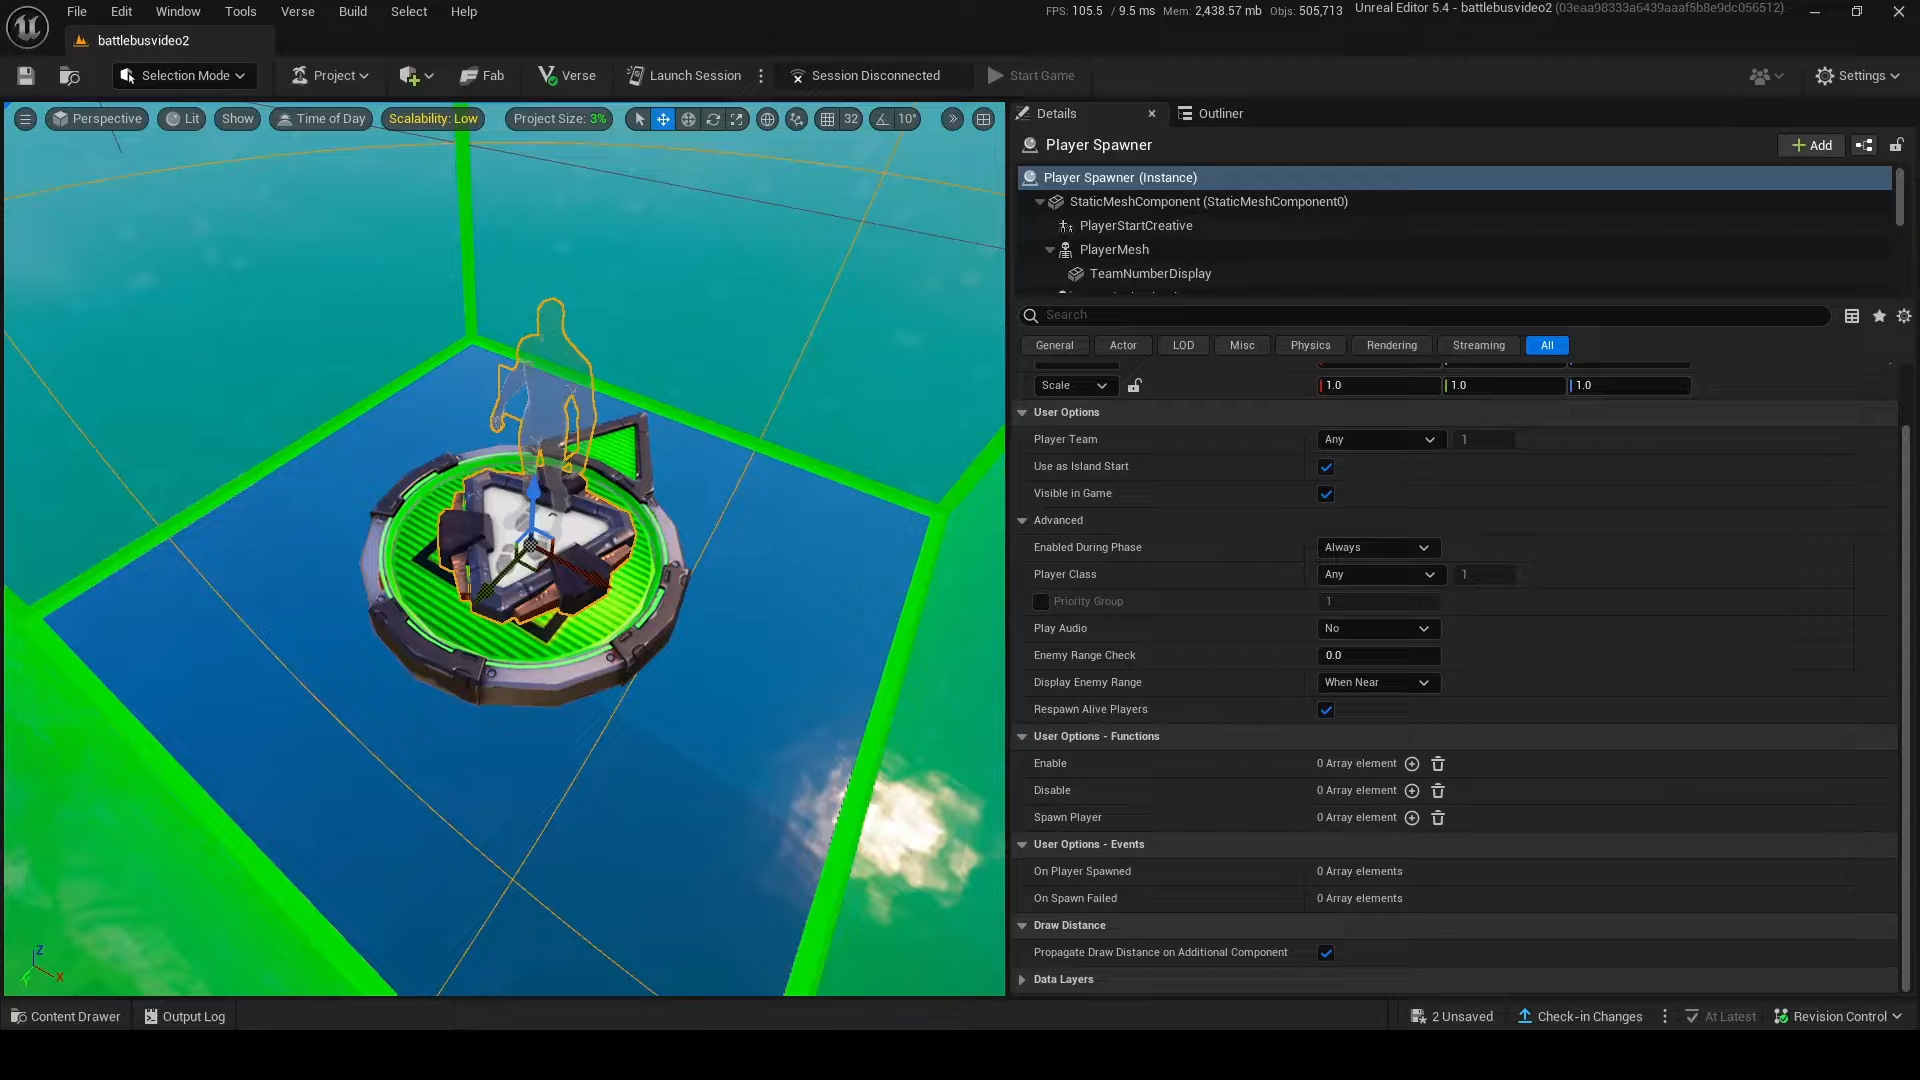 File Edit Window Tools Verse Build Select Help
FPS: 105.5 / 9.5 ms Mem: 2,438.57 mb Objs: 505,713 Unreal Editor 5.4 - battlebusvideo2 (03eaa98333a6439aaaf5b8e9dc056512)
battlebusvideo2
Selection Mode Project Fab Verse Launch Session Session Disconnected Start Game Settings
Perspective Lit Show Time of Day Scalability: Low Project Size: 3% 32 10°
Details Outliner
Player Spawner
Add
Player Spawner (Instance)
StaticMeshComponent (StaticMeshComponent0)
PlayerStartCreative
PlayerMesh
TeamNumberDisplay
Search
General Actor LOD Misc Physics Rendering Streaming All
Scale 1.0 1.0 1.0
User Options
Player Team Any 1
Use as Island Start
Visible in Game
Advanced
Enabled During Phase Always
Player Class Any 1
Priority Group 1
Play Audio No
Enemy Range Check 0.0
Display Enemy Range When Near
Respawn Alive Players
User Options - Functions
Enable 0 Array element
Disable 0 Array element
Spawn Player 0 Array element
User Options - Events
On Player Spawned 0 Array elements
On Spawn Failed 0 Array elements
Draw Distance
Propagate Draw Distance on Additional Component
Data Layers
Z
X
Y
Content Drawer Output Log 2 Unsaved Check-in Changes At Latest Revision Control